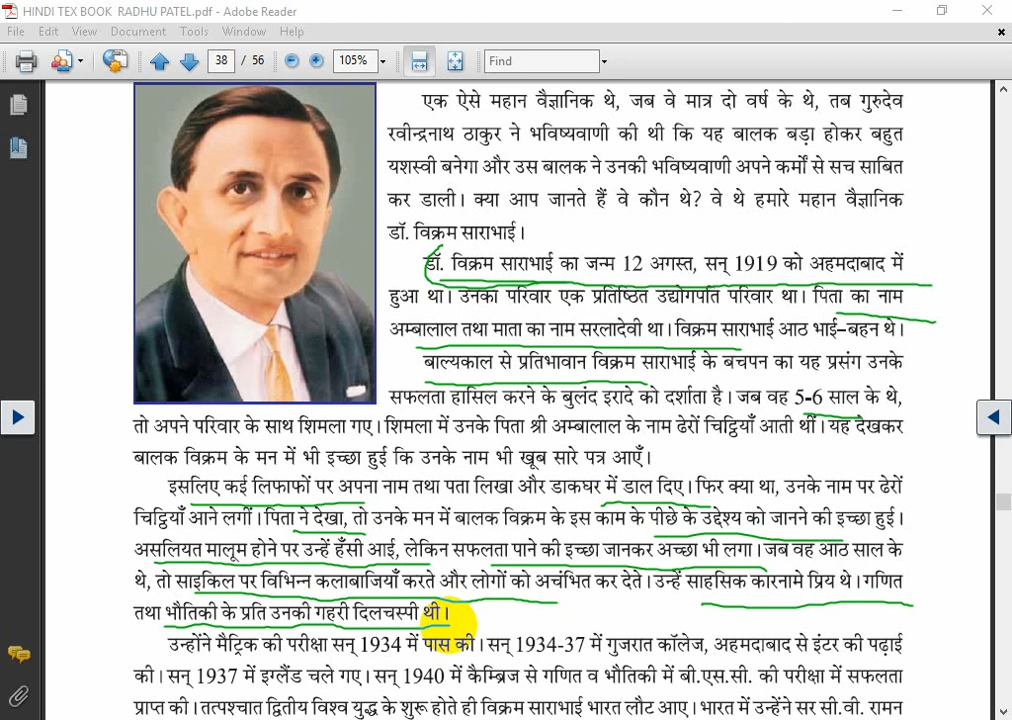 HINDI TEX BOOK RADHU PATEL.pdf - Adobe Reader
File Edit View Document Tools Window Help
38 / 56 105% Find
एक ऐसे महान वैज्ञानिक थे, जब वे मात्र दो वर्ष के थे, तब गुरुदेव
रवीन्द्रनाथ ठाकुर ने भविष्यवाणी की थी कि यह बालक बड़ा होकर बहुत
यशस्वी बनेगा और उस बालक ने उनकी भविष्यवाणी अपने कर्मों से सच साबित
कर डाली। क्या आप जानते हैं वे कौन थे? वे थे हमारे महान वैज्ञानिक
डॉ. विक्रम साराभाई।
डॉ. विक्रम साराभाई का जन्म 12 अगस्त, सन् 1919 को अहमदाबाद में
हुआ था। उनका परिवार एक प्रतिष्ठित उद्योगपति परिवार था। पिता का नाम
अम्बालाल तथा माता का नाम सरलादेवी था। विक्रम साराभाई आठ भाई-बहन थे।
बाल्यकाल से प्रतिभावान विक्रम साराभाई के बचपन का यह प्रसंग उनके
सफलता हासिल करने के बुलंद इरादे को दर्शाता है। जब वह 5-6 साल के थे,
तो अपने परिवार के साथ शिमला गए। शिमला में उनके पिता श्री अम्बालाल के नाम ढेरों चिट्ठियाँ आती थीं। यह देखकर
बालक विक्रम के मन में भी इच्छा हुई कि उनके नाम भी खूब सारे पत्र आएँ।
इसलिए कई लिफाफों पर अपना नाम तथा पता लिखा और डाकघर में डाल दिए। फिर क्या था, उनके नाम पर ढेरों
चिट्ठियाँ आने लगीं। पिता ने देखा, तो उनके मन में बालक विक्रम के इस काम के पीछे के उद्देश्य को जानने की इच्छा हुई।
असलियत मालूम होने पर उन्हें हँसी आई, लेकिन सफलता पाने की इच्छा जानकर अच्छा भी लगा। जब वह आठ साल के
थे, तो साइकिल पर विभिन्न कलाबाजियाँ करते और लोगों को अचंभित कर देते। उन्हें साहसिक कारनामे प्रिय थे। गणित
तथा भौतिकी के प्रति उनकी गहरी दिलचस्पी थी।
उन्होंने मैट्रिक की परीक्षा सन् 1934 में पास की। सन् 1934-37 में गुजरात कॉलेज, अहमदाबाद से इंटर की पढ़ाई
की। सन् 1937 में इग्लैंड चले गए। सन् 1940 में कैम्ब्रिज से गणित व भौतिकी में बी.एस.सी. की परीक्षा में सफलता
प्राप्त की। तत्पश्चात द्वितीय विश्व युद्ध के शुरू होते ही विक्रम साराभाई भारत लौट आए। भारत में उन्होंने सर सी.वी. रामन